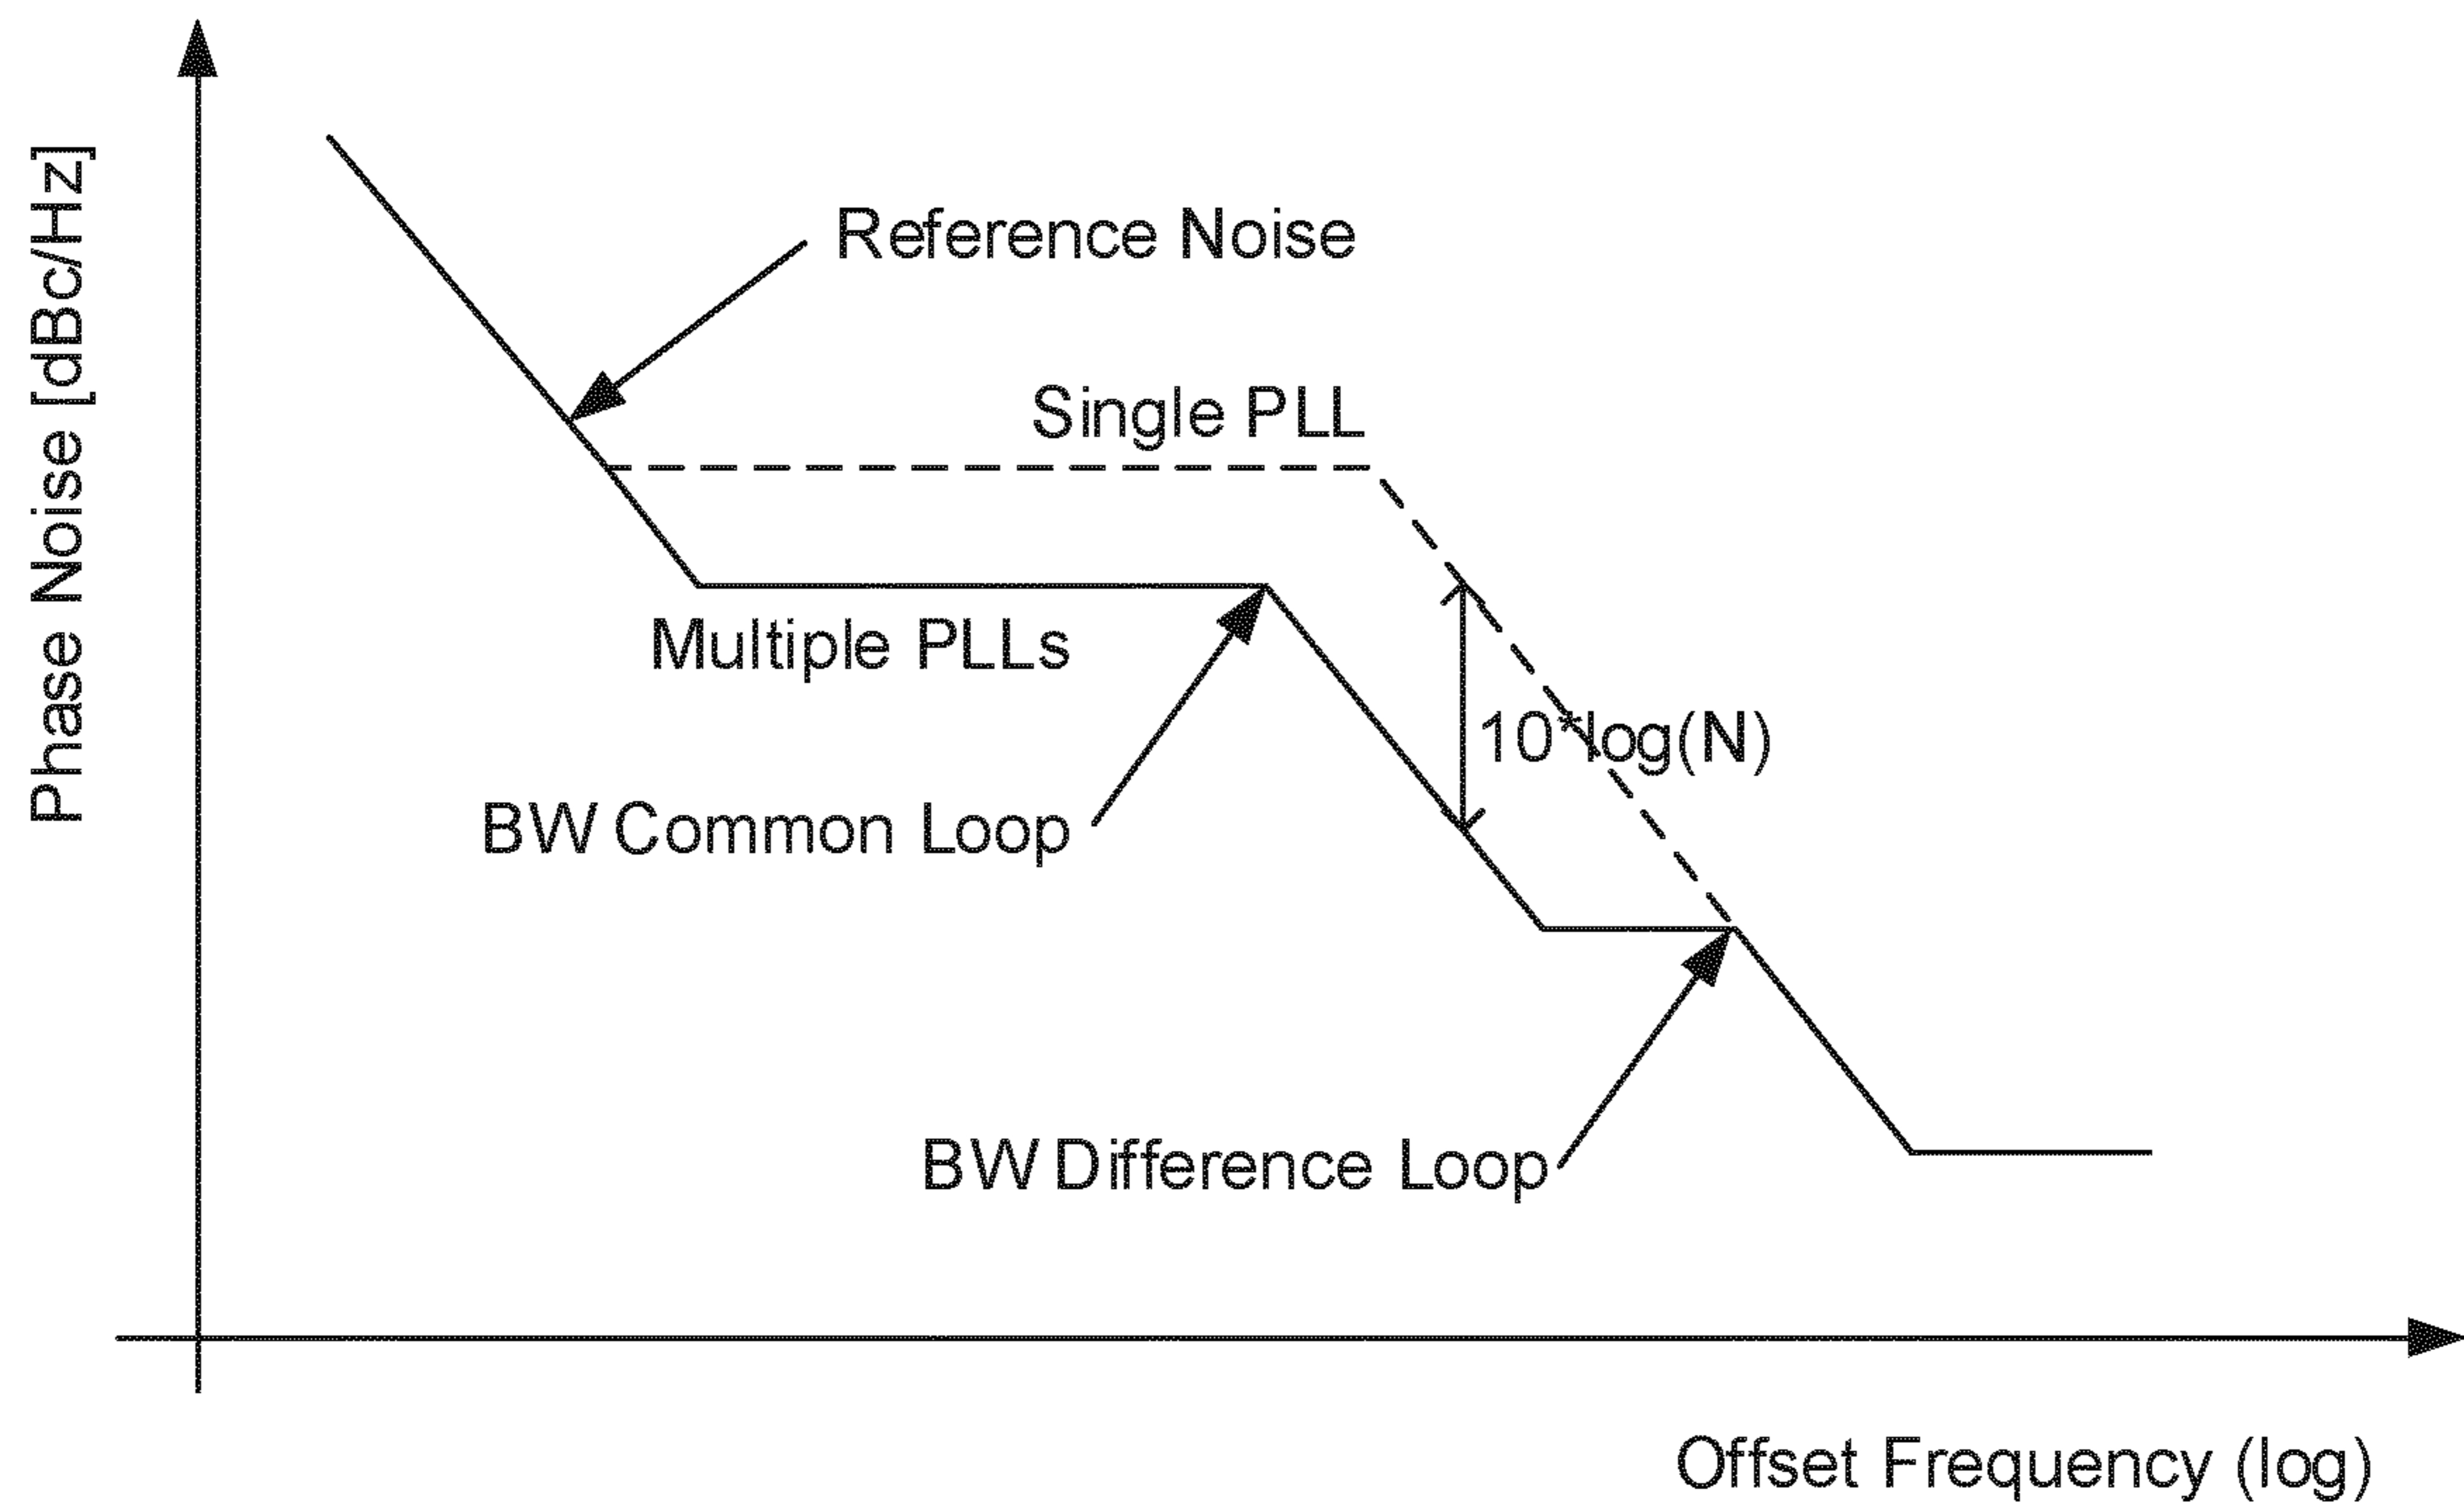 Phase Noise [dBc/Hz]
Reference Noise
Single PLL
Multiple PLLs
10*log(N)
BW Common Loop
BW Difference Loop
Offset Frequency (log)